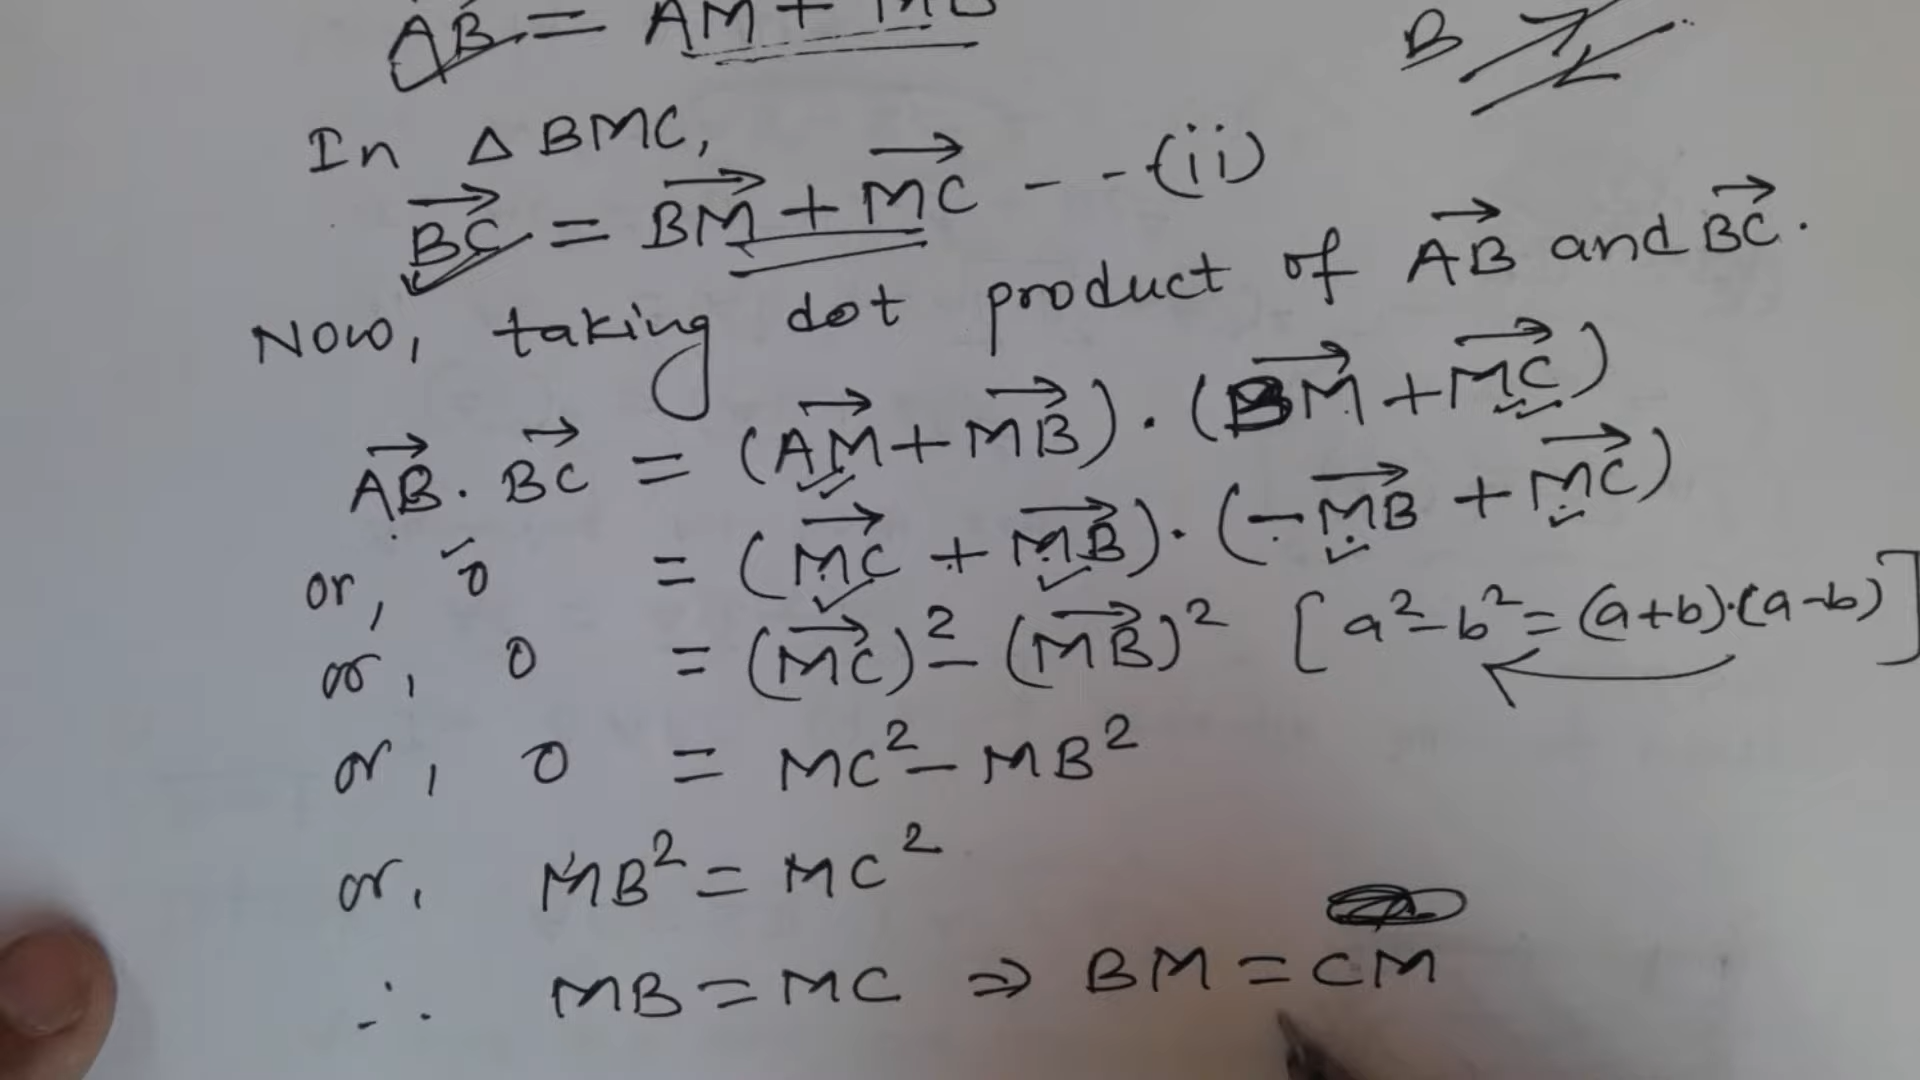 AB = AM + MB
B
In △ BMC,
BC = BM + MC - - - (ii)
Now, taking dot product of AB and BC.
AB . BC = (AM + MB) . (BM + MC)
or, 0 = (MC + MB) . (-MB + MC)
or, 0 = (MC)² - (MB)² [a² - b² = (a+b).(a-b)]
or, 0 = MC² - MB²
or, MB² = MC²
∴ MB = MC ⇒ BM = CM